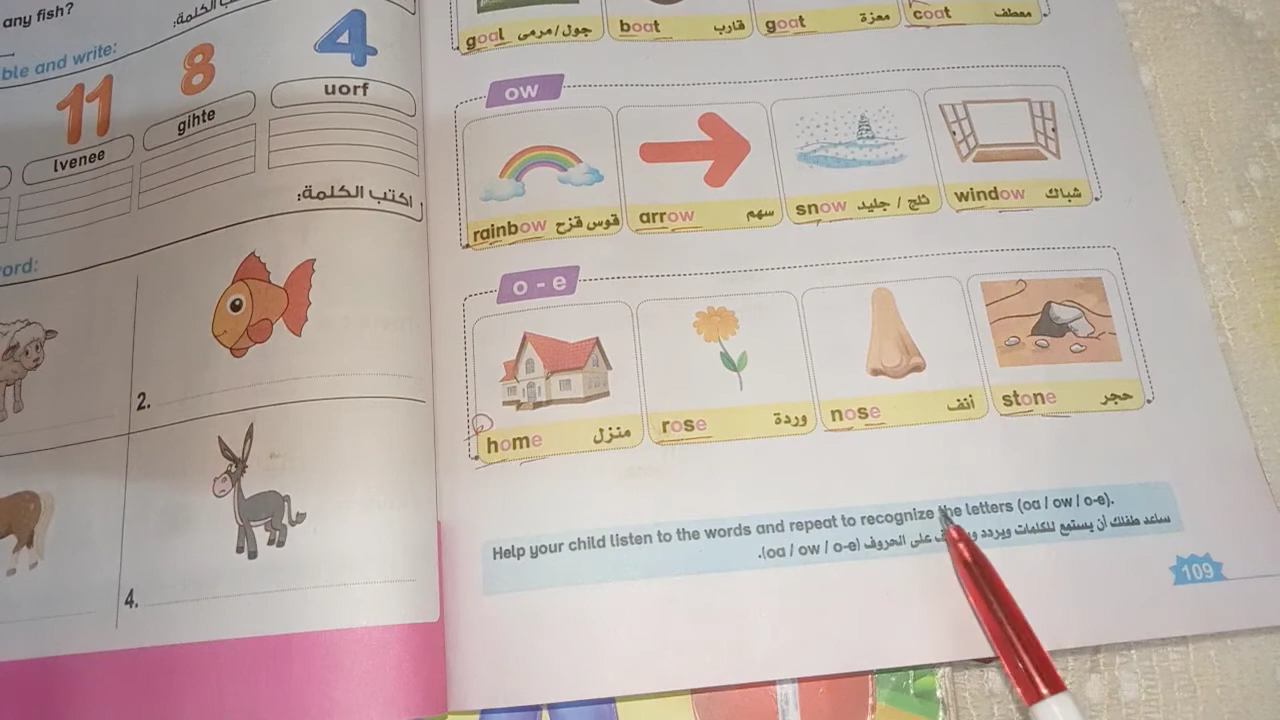 any fish?
الكلمة:
ble and write:
11
8
4
lvenee
gihte
uorf
اكتب الكلمة:
ord:
2.
4.
goal جول/مرمى
boat قارب
goat معزة
coat معطف
ow
rainbow قوس قزح
arrow سهم
snow ثلج / جليد
window شباك
o - e
home منزل
rose وردة
nose أنف
stone حجر
Help your child listen to the words and repeat to recognize the letters (oa / ow / o-e).
ساعد طفلك أن يستمع للكلمات ويردد على الحروف (oa / ow / o-e).
109